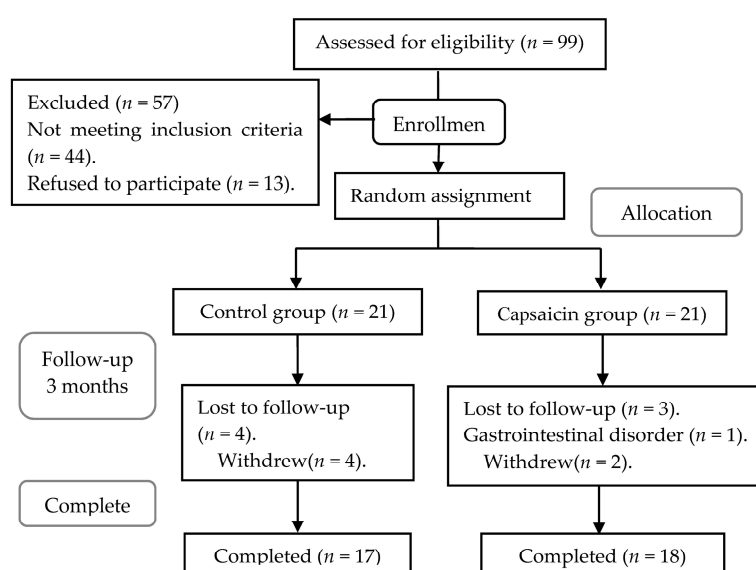 Assessed for eligibility (n = 99)
Excluded (n = 57)
Not meeting inclusion criteria
(n = 44).
Refused to participate (n = 13).
Enrollmen
Random assignment
Allocation
Control group (n = 21)
Capsaicin group (n = 21)
Follow-up
3 months
Lost to follow-up
(n = 4).
Withdrew(n = 4).
Lost to follow-up (n = 3).
Gastrointestinal disorder (n = 1).
Withdrew(n = 2).
Complete
Completed (n = 17)
Completed (n = 18)